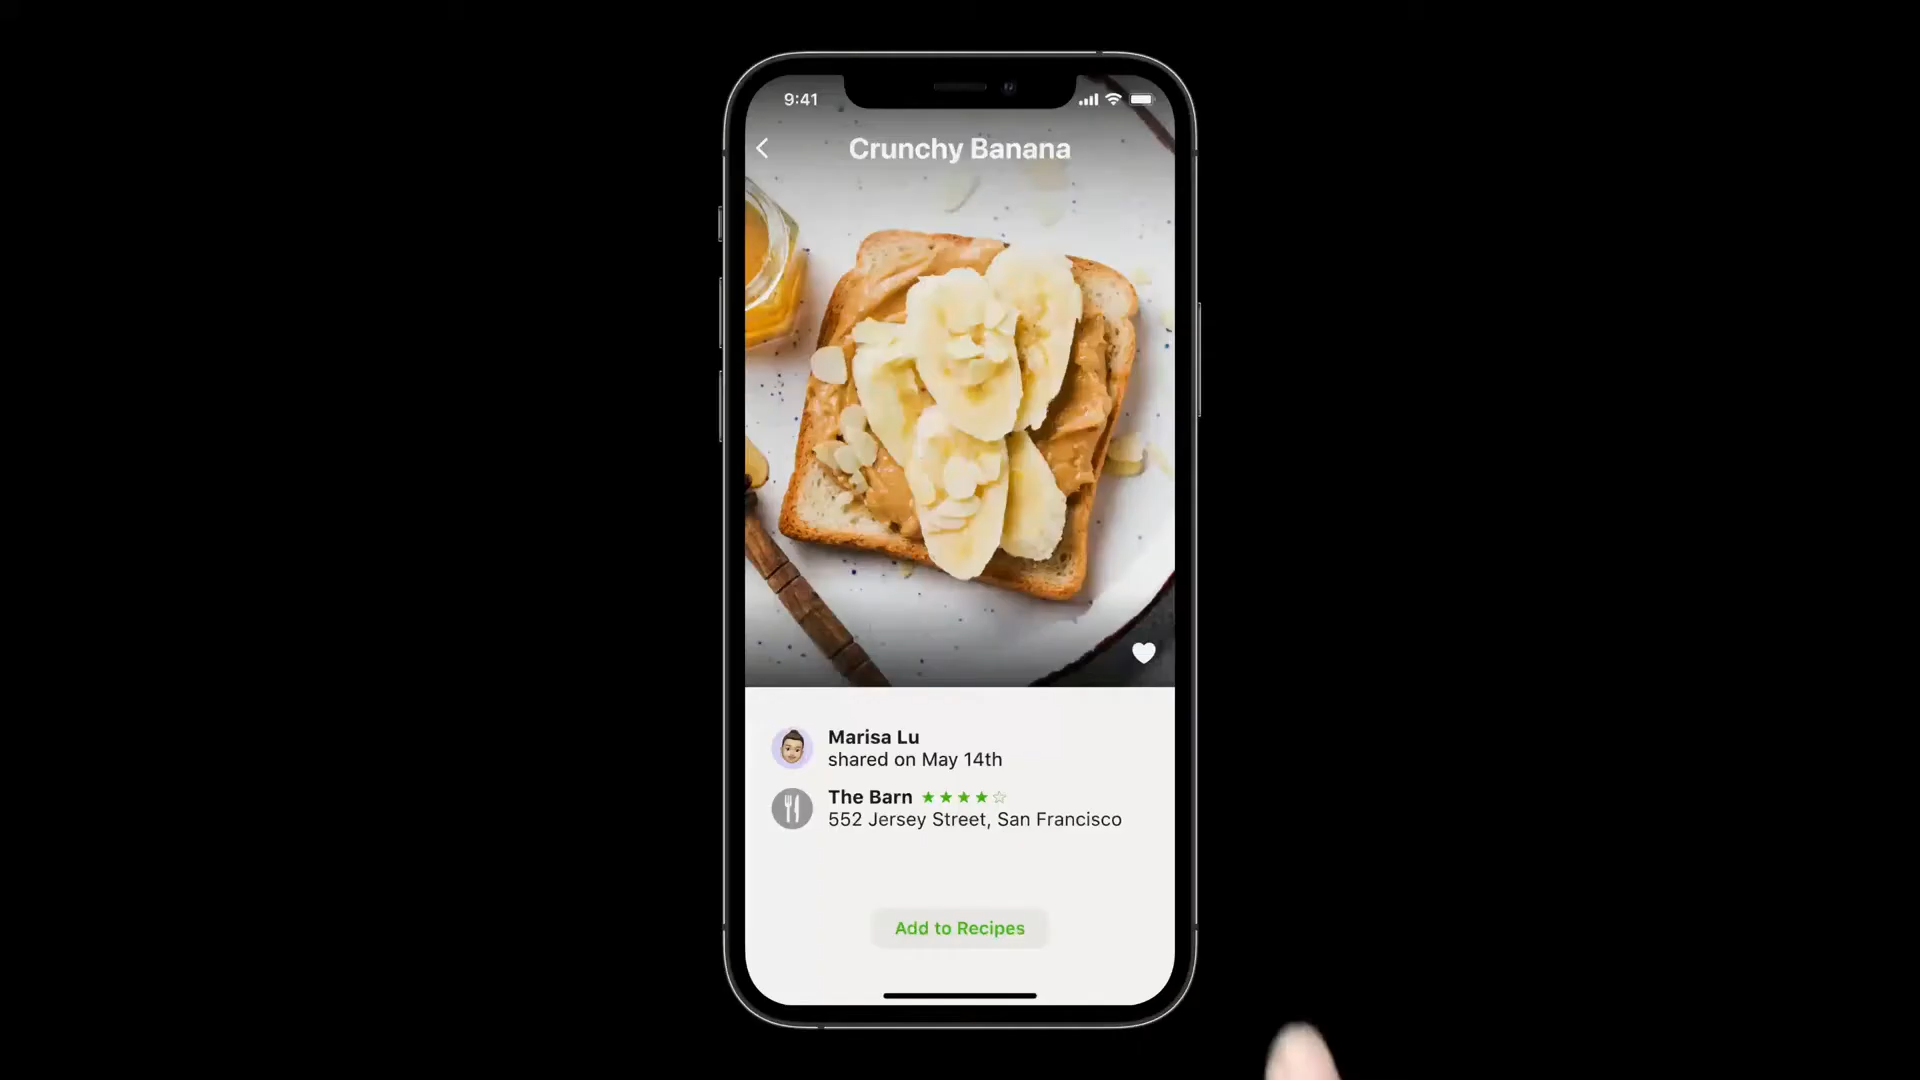 9:41
Crunchy Banana
Marisa Lu
shared on May 14th
The Barn ★★★★☆
552 Jersey Street, San Francisco
Add to Recipes